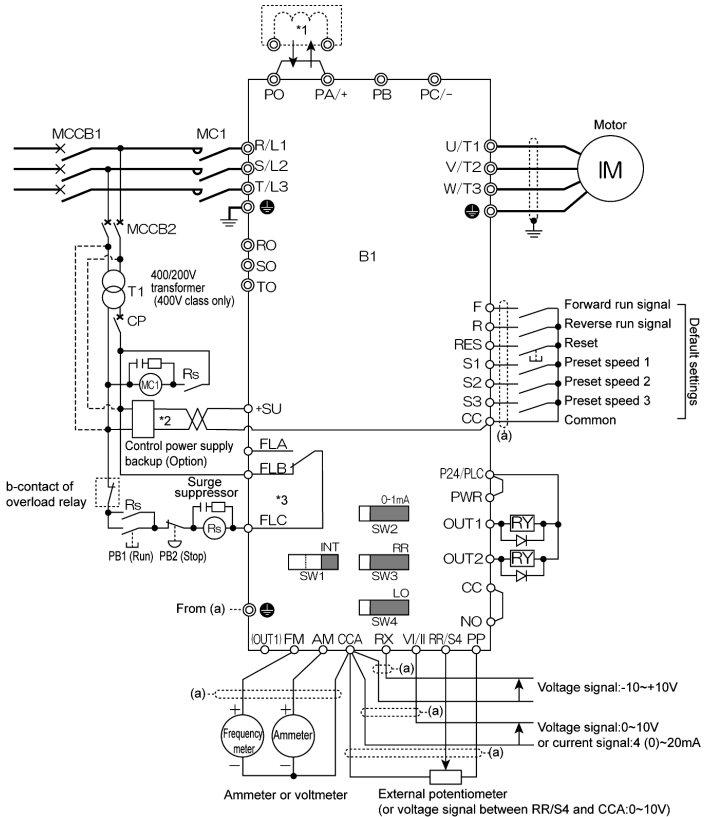 *1
PO PA/+ PB PC/-
MCCB1 MC1 R/L1 U/T1 Motor
S/L2 V/T2 IM
T/L3 W/T3
MCCB2
RO
SO
TO
B1
400/200V
transformer
(400V class only)
T1
CP
F Forward run signal
R Reverse run signal
RES Reset
S1 Preset speed 1
S2 Preset speed 2
S3 Preset speed 3
CC Common
(a)
Default settings
MC1 Rs
+SU
*2
Control power supply
backup (Option)
FLA
FLB
FLC
*3
b-contact of
overload relay
Surge
suppressor
Rs
Rs
PB1 (Run) PB2 (Stop)
P24/PLC
PWR
OUT1 RY
OUT2 RY
CC
NO
0-1mA
SW2
INT
SW1
RR
SW3
LO
SW4
From (a)
(OUT1) FM AM CCA RX VI/II RR/S4 PP
(a)
(a)
(a)
(a)
+ +
Frequency
meter
Ammeter
− −
Ammeter or voltmeter
Voltage signal:-10~+10V
Voltage signal:0~10V
or current signal:4 (0)~20mA
External potentiometer
(or voltage signal between RR/S4 and CCA:0~10V)